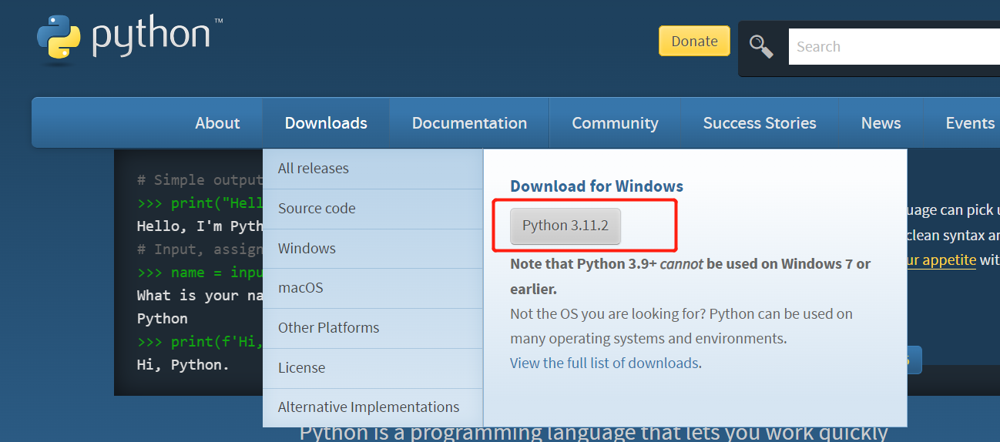 python™
Donate
Search
About
Downloads
Documentation
Community
Success Stories
News
Events
# Simple output
>>> print("Hell
Hello, I'm Pyth
# Input, assign
>>> name = inpu
What is your na
Python
>>> print(f'Hi,
Hi, Python.
All releases
Source code
Windows
macOS
Other Platforms
License
Alternative Implementations
Download for Windows
Python 3.11.2
Note that Python 3.9+ cannot be used on Windows 7 or
earlier.
Not the OS you are looking for? Python can be used on
many operating systems and environments.
View the full list of downloads.
uage can pick u
clean syntax an
ur appetite wit
Python is a programming language that lets you work quickly